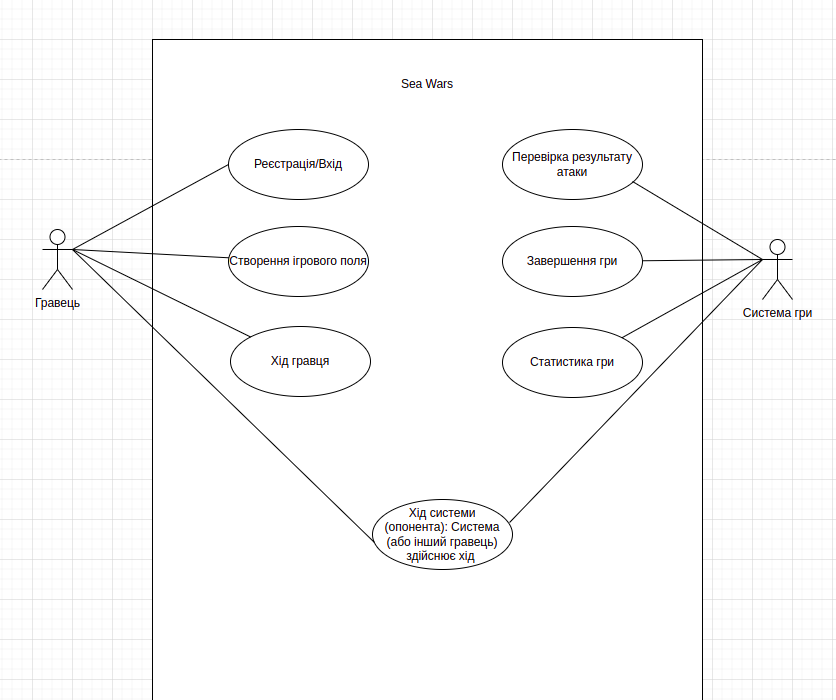 Sea Wars
Реєстрація/Вхід
Перевірка результату
атаки
Створення ігрового поля
Завершення гри
Гравець
Система гри
Хід гравця
Статистика гри
Хід системи
(опонента): Система
(або інший гравець)
здійснює хід